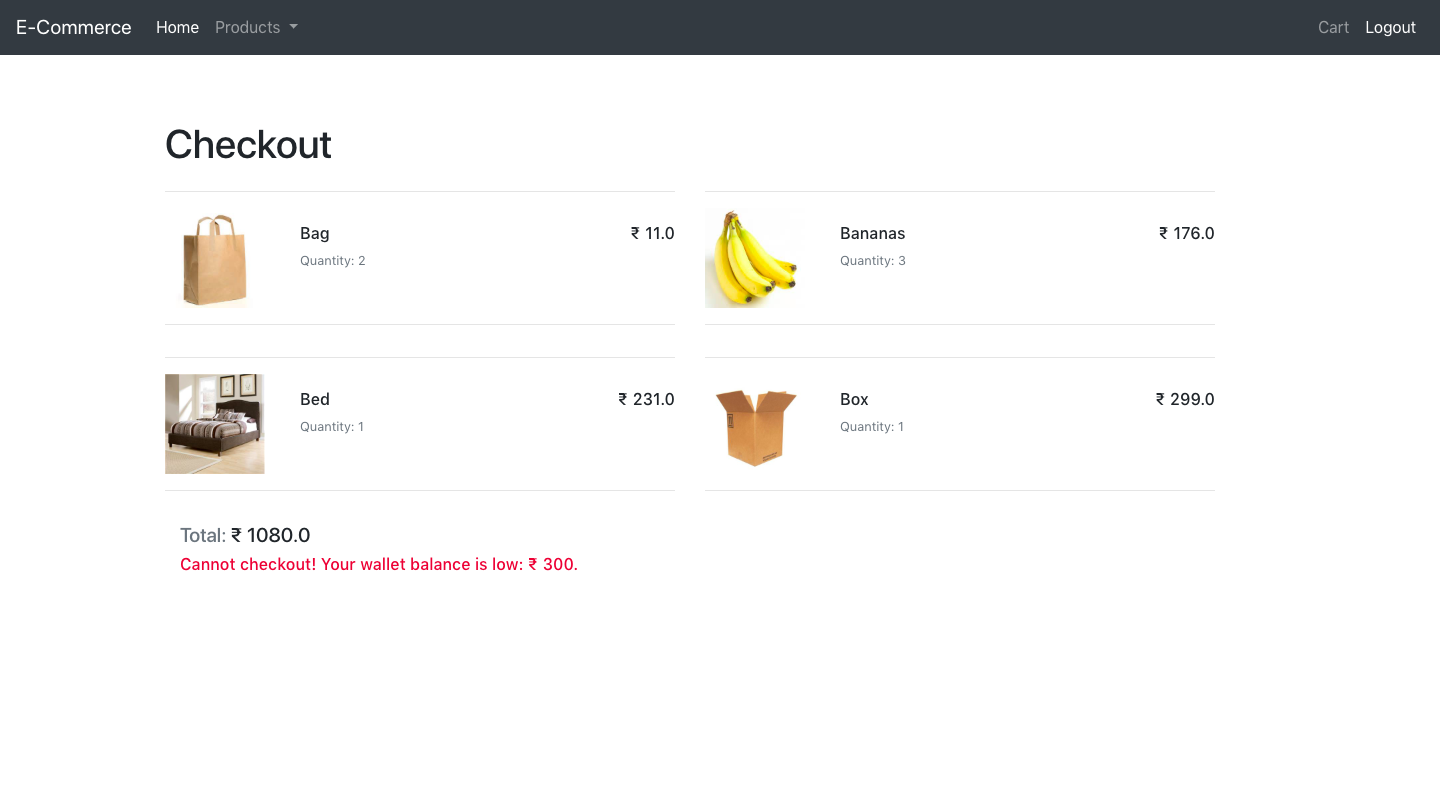 E-Commerce Home Products Cart Logout
Checkout
Bag ₹ 11.0
Quantity: 2
Bananas ₹ 176.0
Quantity: 3
Bed ₹ 231.0
Quantity: 1
Box ₹ 299.0
Quantity: 1
Total: ₹ 1080.0
Cannot checkout! Your wallet balance is low: ₹ 300.